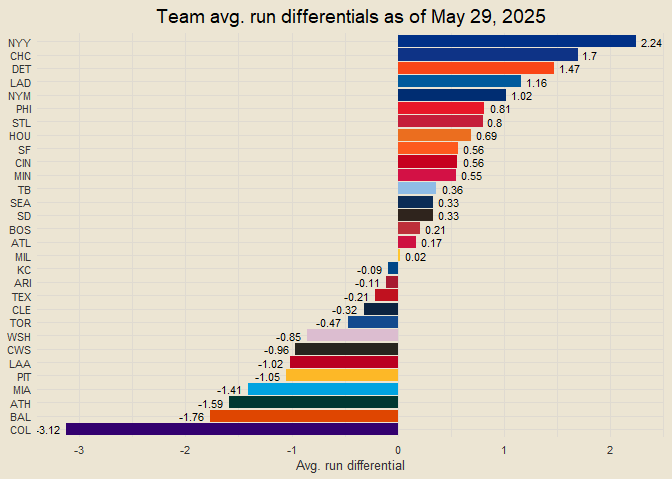 Team avg. run differentials as of May 29, 2025
NYY 2.24
CHC 1.7
DET 1.47
LAD 1.16
NYM 1.02
PHI 0.81
STL 0.8
HOU 0.69
SF 0.56
CIN 0.56
MIN 0.55
TB 0.36
SEA 0.33
SD 0.33
BOS 0.21
ATL 0.17
MIL 0.02
KC -0.09
ARI -0.11
TEX -0.21
CLE -0.32
TOR -0.47
WSH -0.85
CWS -0.96
LAA -1.02
PIT -1.05
MIA -1.41
ATH -1.59
BAL -1.76
COL -3.12
-3 -2 -1 0 1 2
Avg. run differential